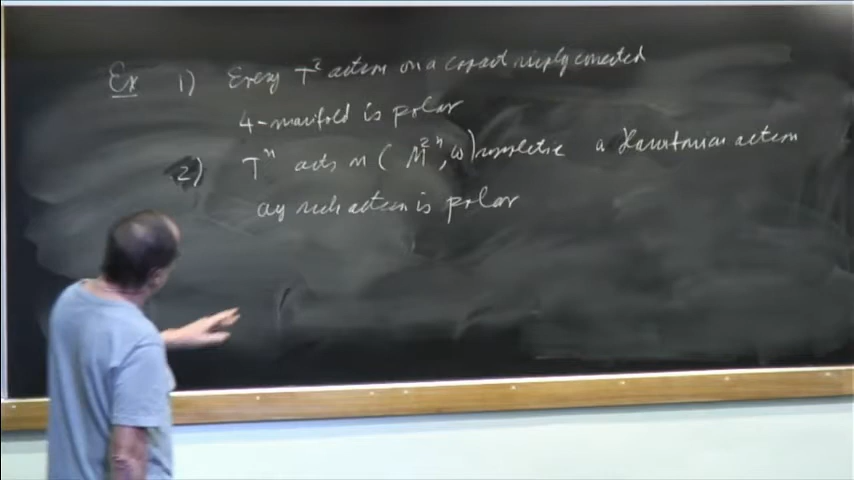 Ex 1) Every T² action on a compact simply connected
4-manifold is polar
2) Tⁿ acts on (M²ⁿ, ω) symplectic a Hamiltonian action
any such action is polar